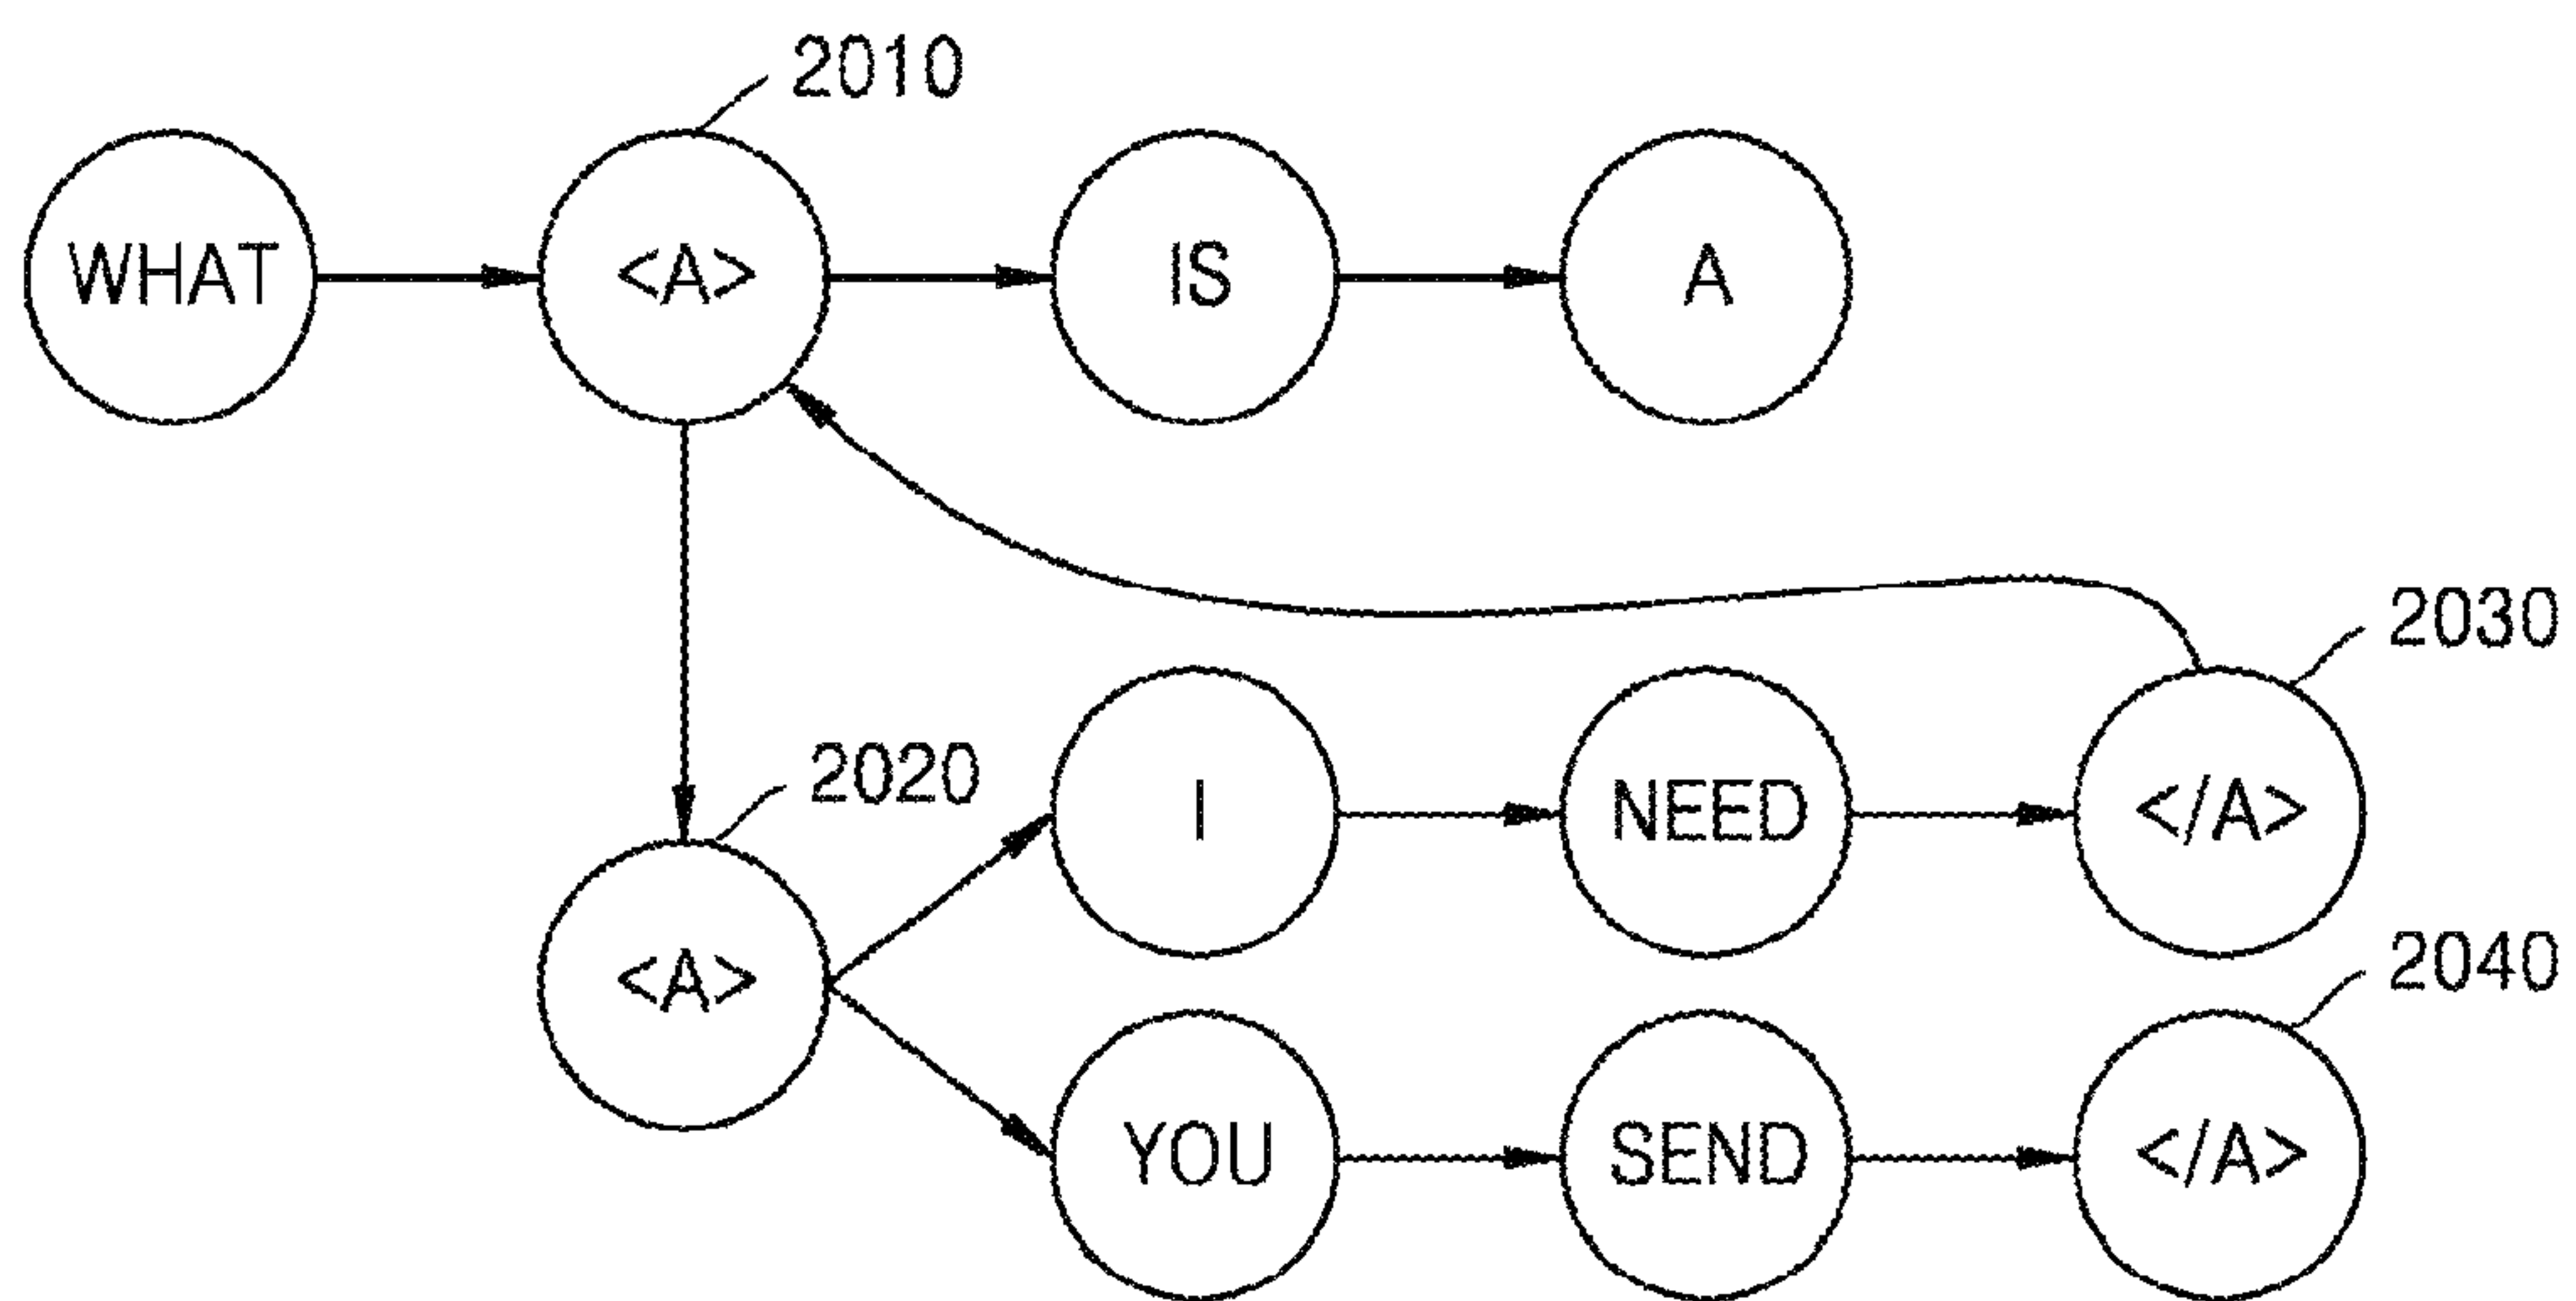 2010
WHAT <A> IS A
2030
2020
I NEED </A>
2040
<A>
YOU SEND </A>